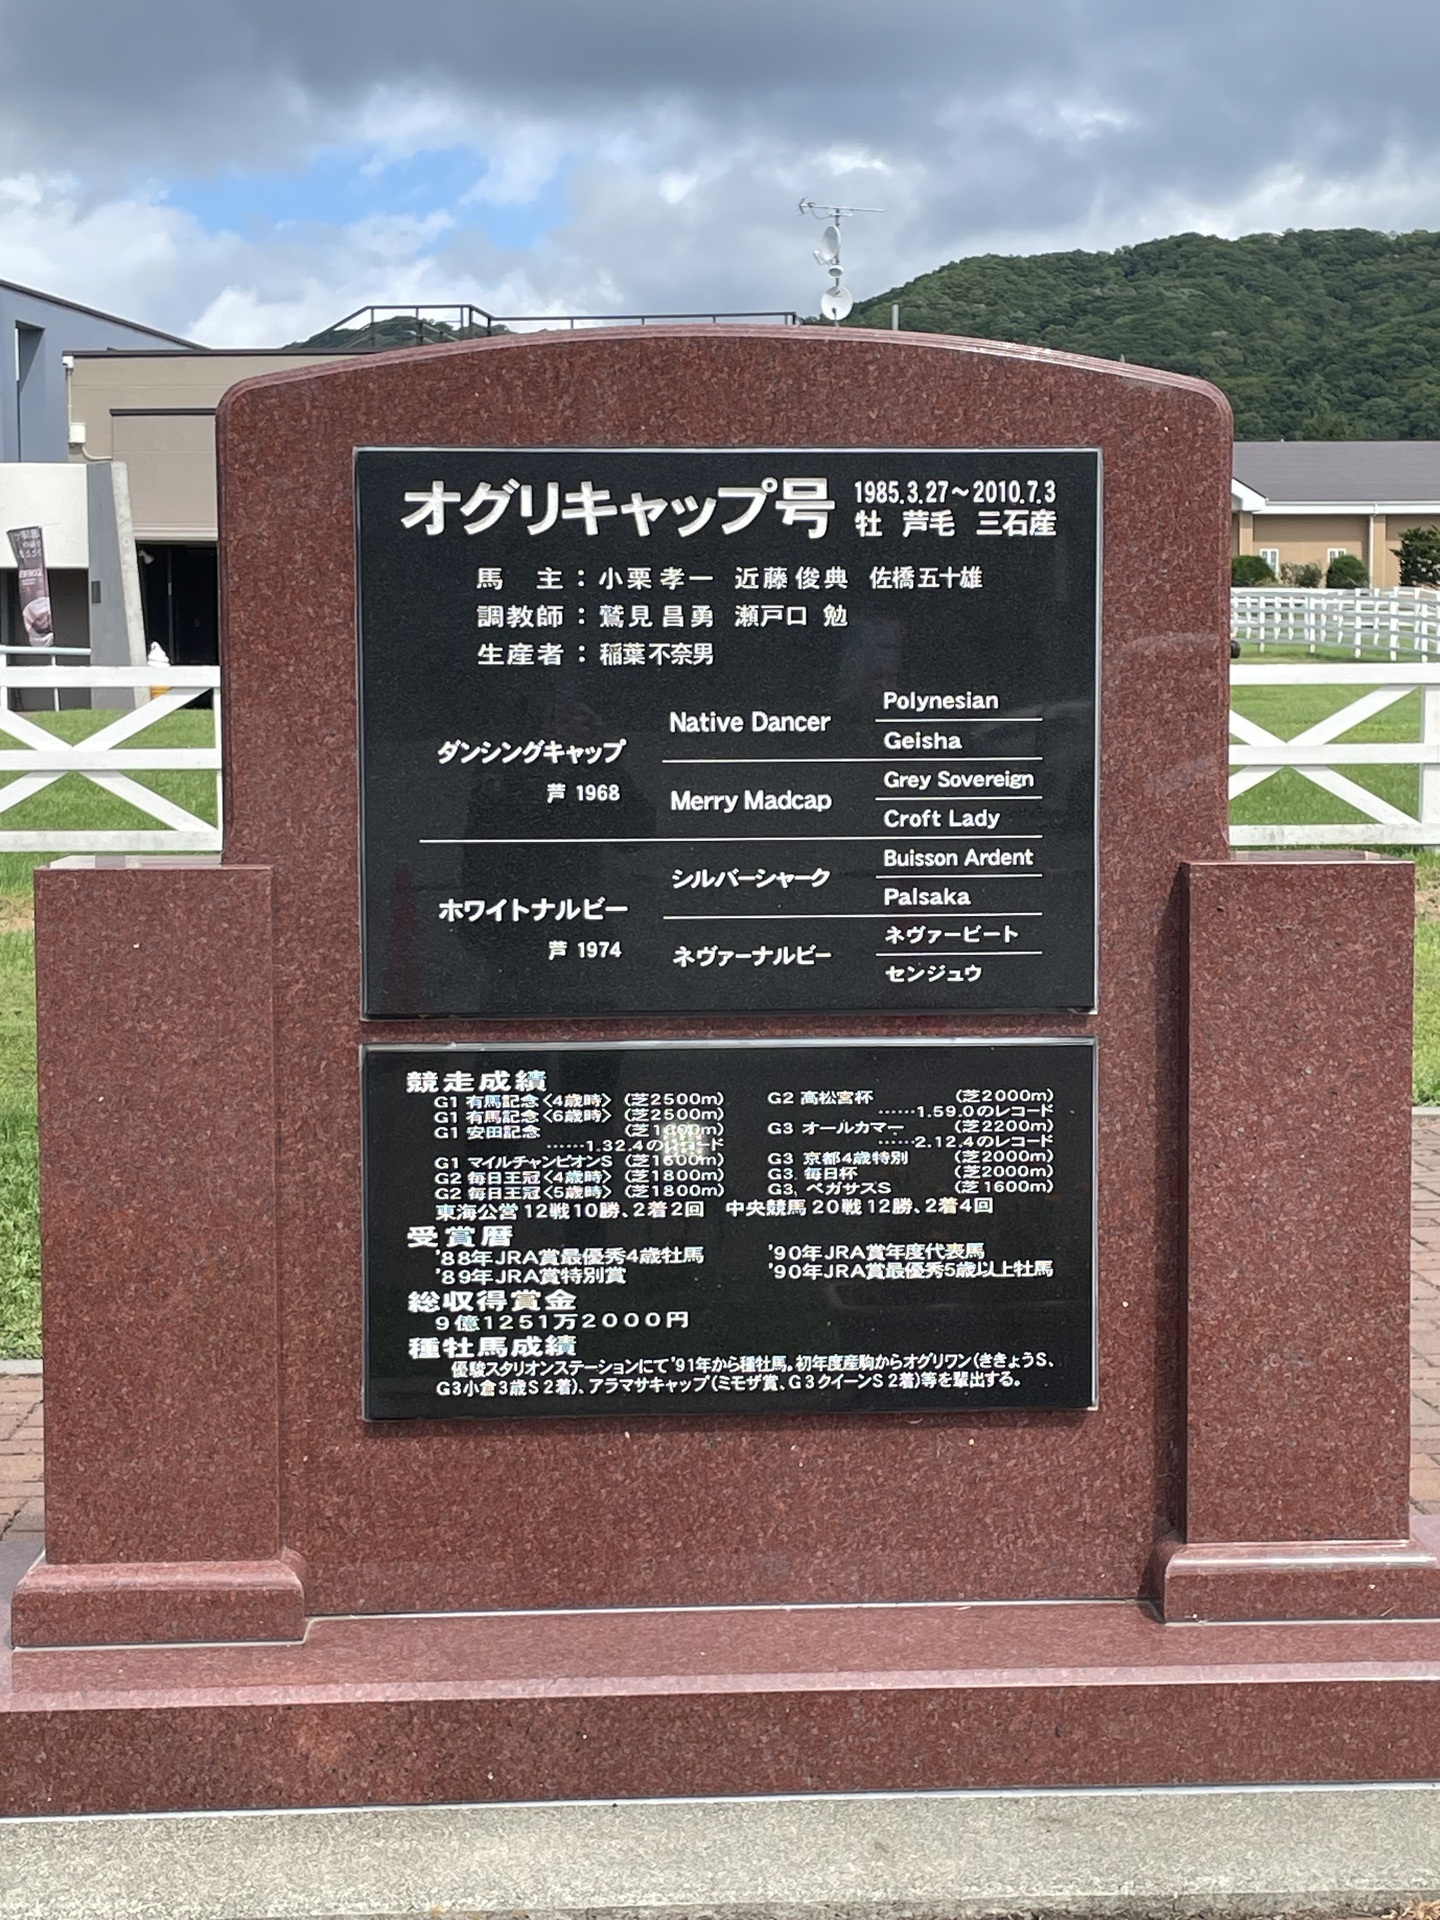 オグリキャップ号 1985.3.27～2010.7.3
牡 芦毛 三石産
馬 主：小栗孝一 近藤俊典 佐橋五十雄
調教師：鷲見昌勇 瀬戸口 勉
生産者：稲葉不奈男
ダンシングキャップ
芦 1968
Native Dancer
Polynesian
Geisha
Merry Madcap
Grey Sovereign
Croft Lady
ホワイトナルビー
芦 1974
シルバーシャーク
Buisson Ardent
Palsaka
ネヴァーナルビー
ネヴァービート
センジュウ
競走成績
G1 有馬記念〈4歳時〉（芝2500m）
G1 有馬記念〈6歳時〉（芝2500m）
G1 安田記念 （芝1600m）
……1.32.4のレコード
G1 マイルチャンピオンS （芝1600m）
G2 毎日王冠〈4歳時〉（芝1800m）
G2 毎日王冠〈5歳時〉（芝1800m）
G2 高松宮杯 （芝2000m）
……1.59.0のレコード
G3 オールカマー （芝2200m）
……2.12.4のレコード
G3 京都4歳特別 （芝2000m）
G3 毎日杯 （芝2000m）
G3 ペガサスS （芝1600m）
東海公営12戦10勝、2着2回 中央競馬20戦12勝、2着4回
受賞暦
'88年JRA賞最優秀4歳牡馬
'89年JRA賞特別賞
'90年JRA賞年度代表馬
'90年JRA賞最優秀5歳以上牡馬
総収得賞金
9億1251万2000円
種牡馬成績
優駿スタリオンステーションにて'91年から種牡馬。初年度産駒からオグリワン（ききょうS、
G3小倉3歳S2着）、アラマサキャップ（ミモザ賞、G3クイーンS2着）等を輩出する。